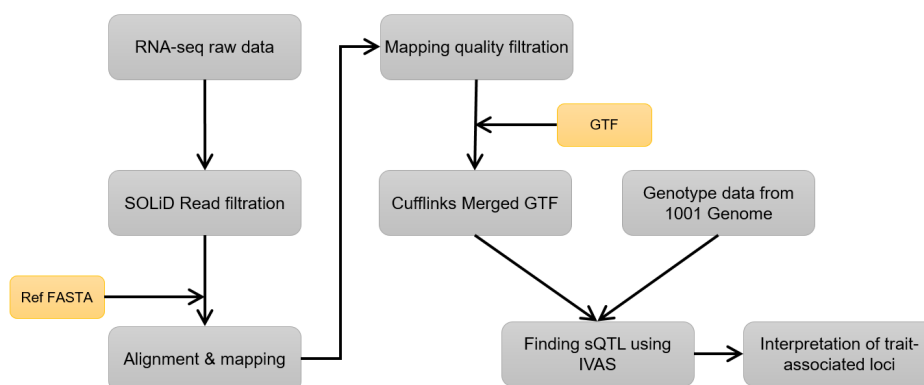 RNA-seq raw data
Mapping quality filtration
GTF
SOLiD Read filtration
Cufflinks Merged GTF
Genotype data from
1001 Genome
Ref FASTA
Alignment & mapping
Finding sQTL using
IVAS
Interpretation of trait-
associated loci